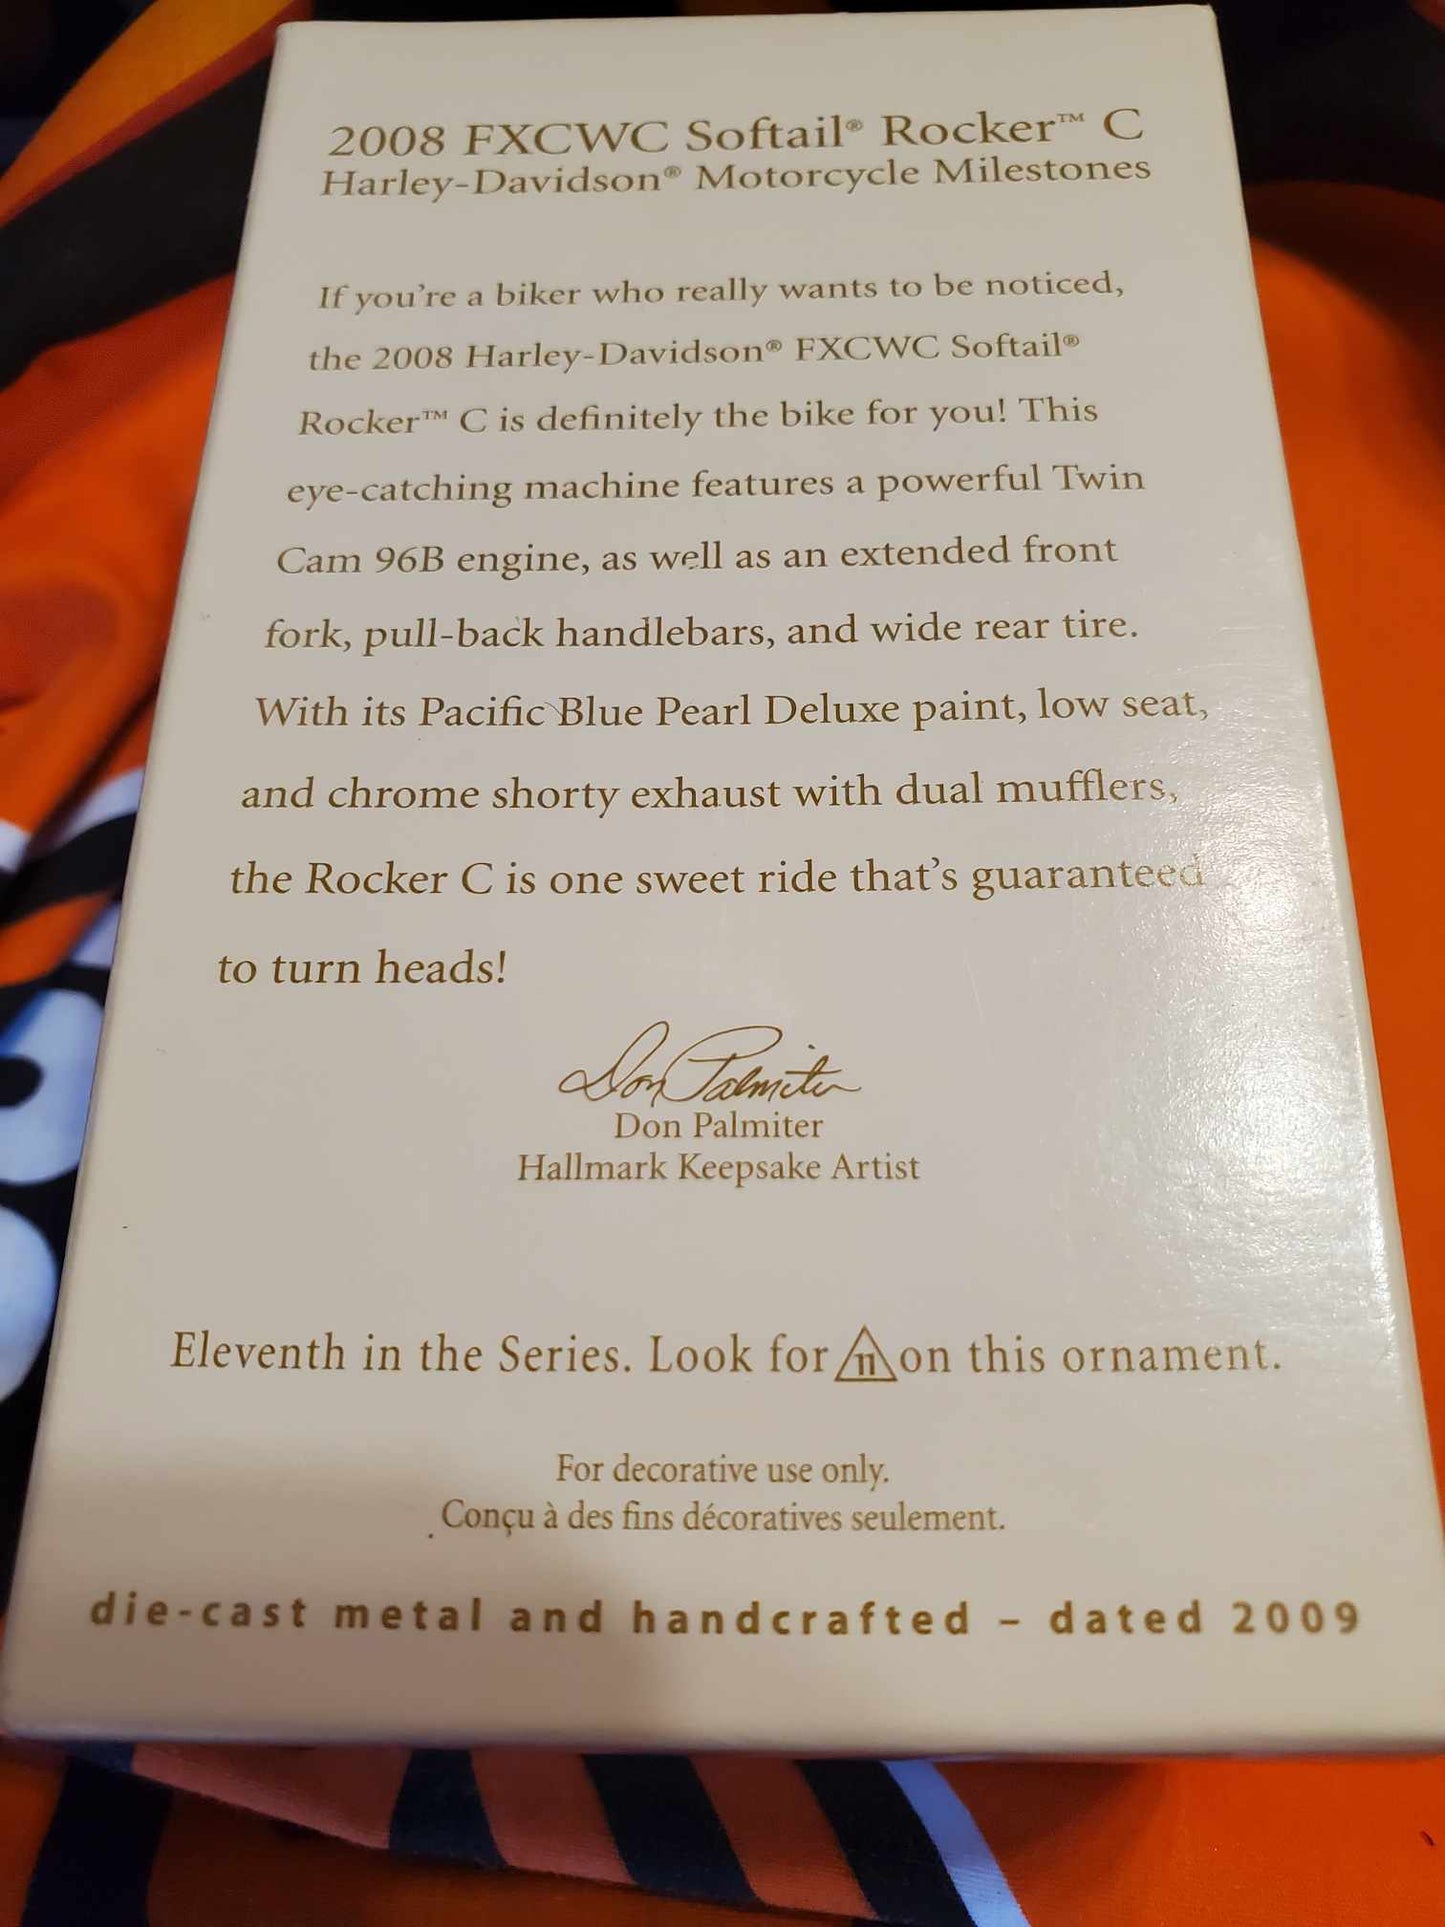 2008 FXCWC Softail® Rocker™ C
Harley-Davidson® Motorcycle Milestones
If you're a biker who really wants to be noticed,
the 2008 Harley-Davidson® FXCWC Softail®
Rocker™ C is definitely the bike for you! This
eye-catching machine features a powerful Twin
Cam 96B engine, as well as an extended front
fork, pull-back handlebars, and wide rear tire.
With its Pacific Blue Pearl Deluxe paint, low seat,
and chrome shorty exhaust with dual mufflers,
the Rocker C is one sweet ride that's guaranteed
to turn heads!
Don Palmiter
Don Palmiter
Hallmark Keepsake Artist
Eleventh in the Series. Look for 11 on this ornament.
For decorative use only.
Conçu à des fins décoratives seulement.
die-cast metal and handcrafted – dated 2009